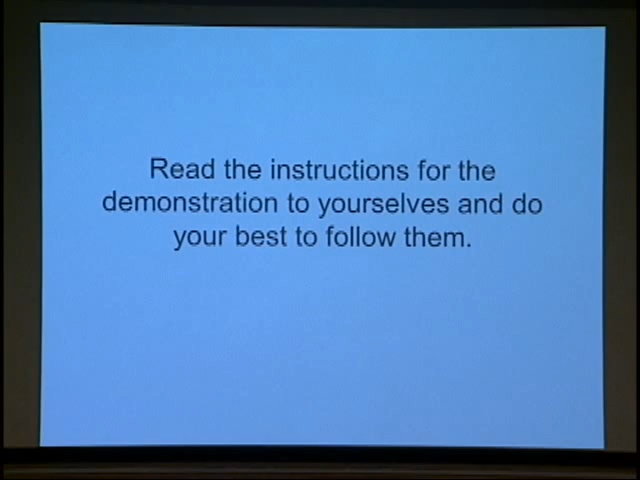 Read the instructions for the
demonstration to yourselves and do
your best to follow them.